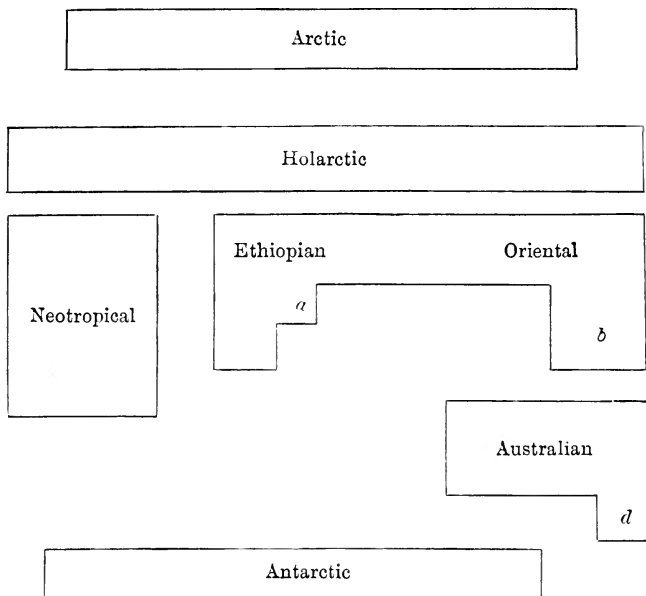 Arctic
Holarctic
Ethiopian Oriental
a
Neotropical
b
Australian
d
Antarctic